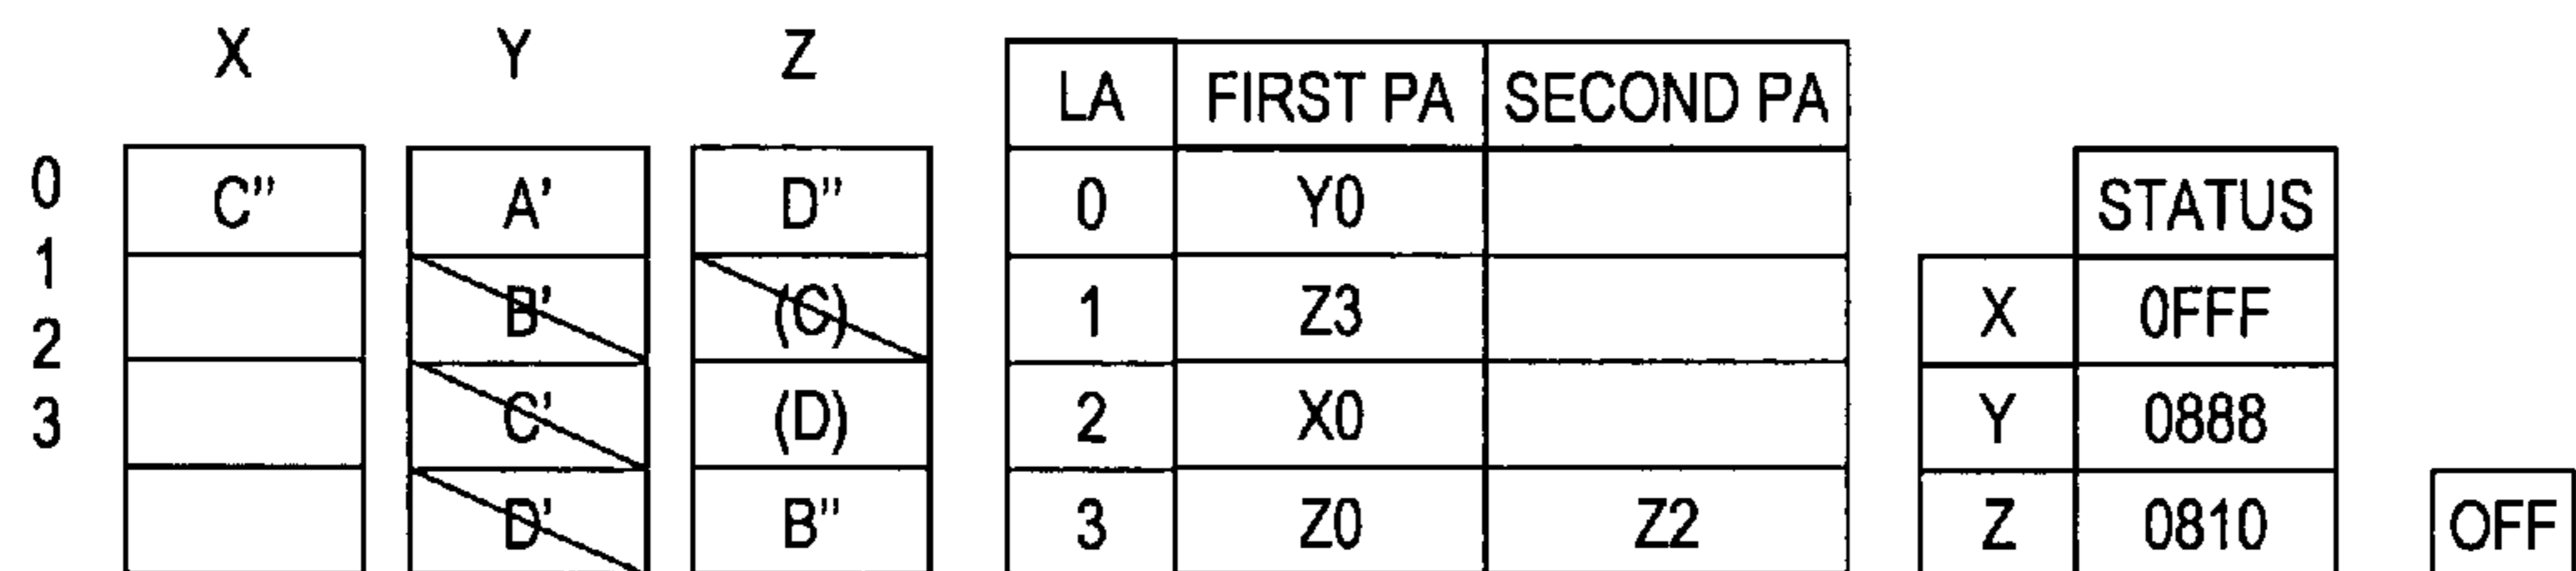 X Y Z
LA FIRST PA SECOND PA
0 C" A' D" 0 Y0 STATUS
1 B' (C) 1 Z3 X 0FFF
2 C' (D) 2 X0 Y 0888
3 D' B" 3 Z0 Z2 Z 0810 OFF